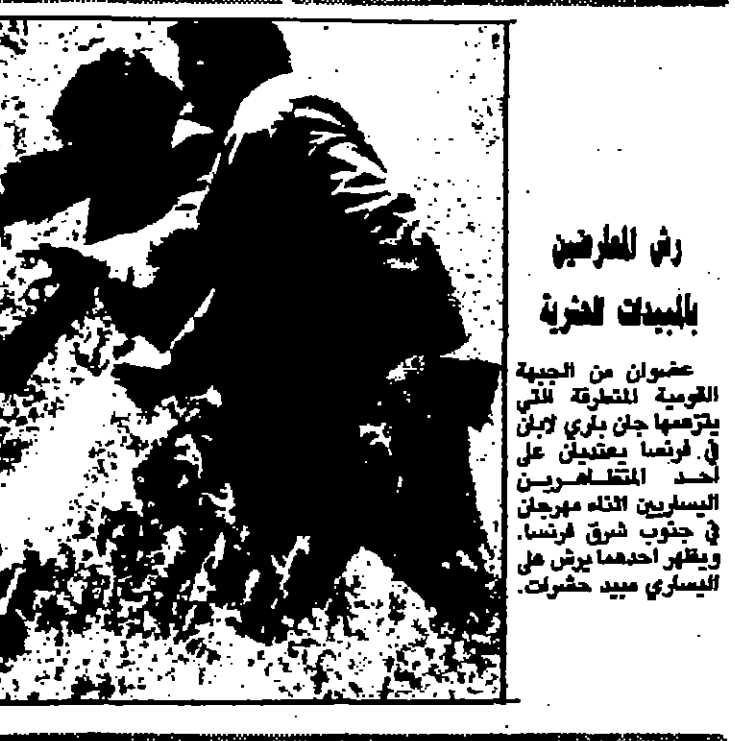 رش المعارضين
بالمبيدات الحشرية
عضوان من الجبهة
القومية المتطرفة التي
يتزعمها جان ماري لابان
في فرنسا يعتديان على
احد المتظاهرين
اليساريين اثناء مهرجان
في جنوب شرق فرنسا.
ويظهر احدهما يرش على
اليساري مبيد حشرات.